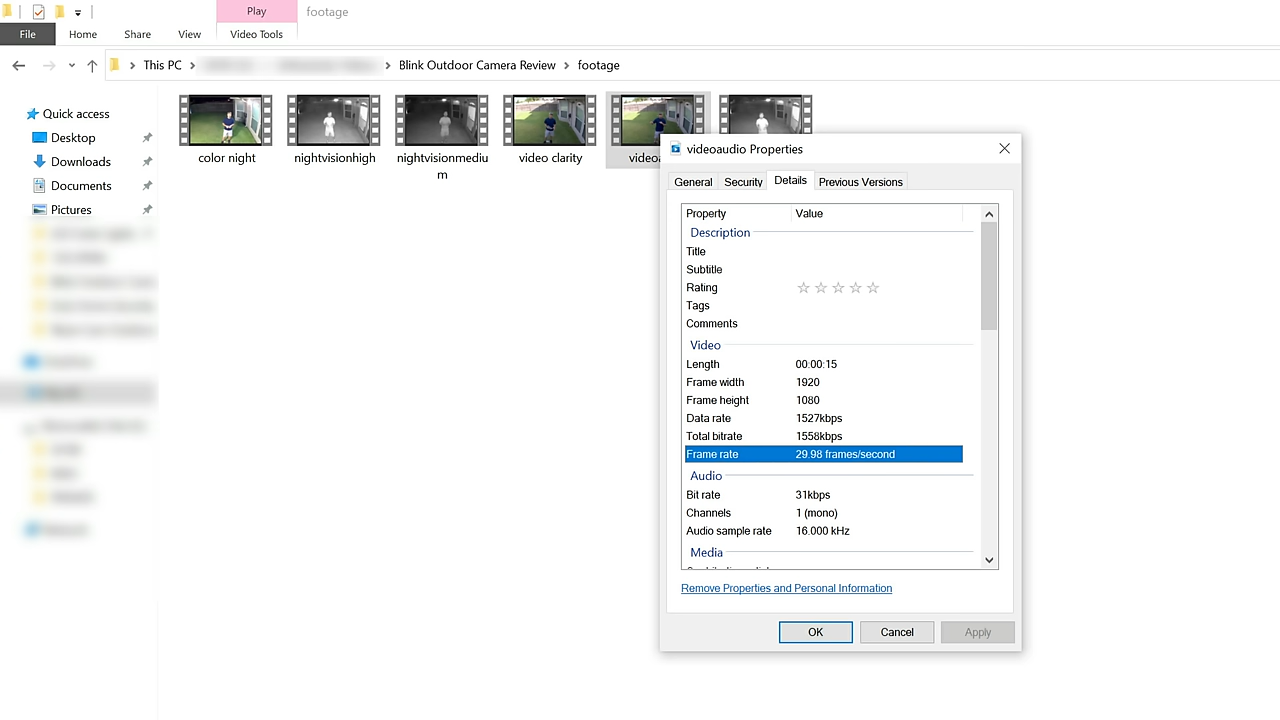 Play
footage
File
Home
Share
View
Video Tools
This PC
Blink Outdoor Camera Review
footage
Quick access
Desktop
Downloads
Documents
Pictures
color night
nightvisionhigh
nightvisionmediu
m
video clarity
videoaudio Properties
General
Security
Details
Previous Versions
Property Value
Description
Title
Subtitle
Rating
Tags
Comments
Video
Length 00:00:15
Frame width 1920
Frame height 1080
Data rate 1527kbps
Total bitrate 1558kbps
Frame rate 29.98 frames/second
Audio
Bit rate 31kbps
Channels 1 (mono)
Audio sample rate 16.000 kHz
Media
Remove Properties and Personal Information
OK
Cancel
Apply